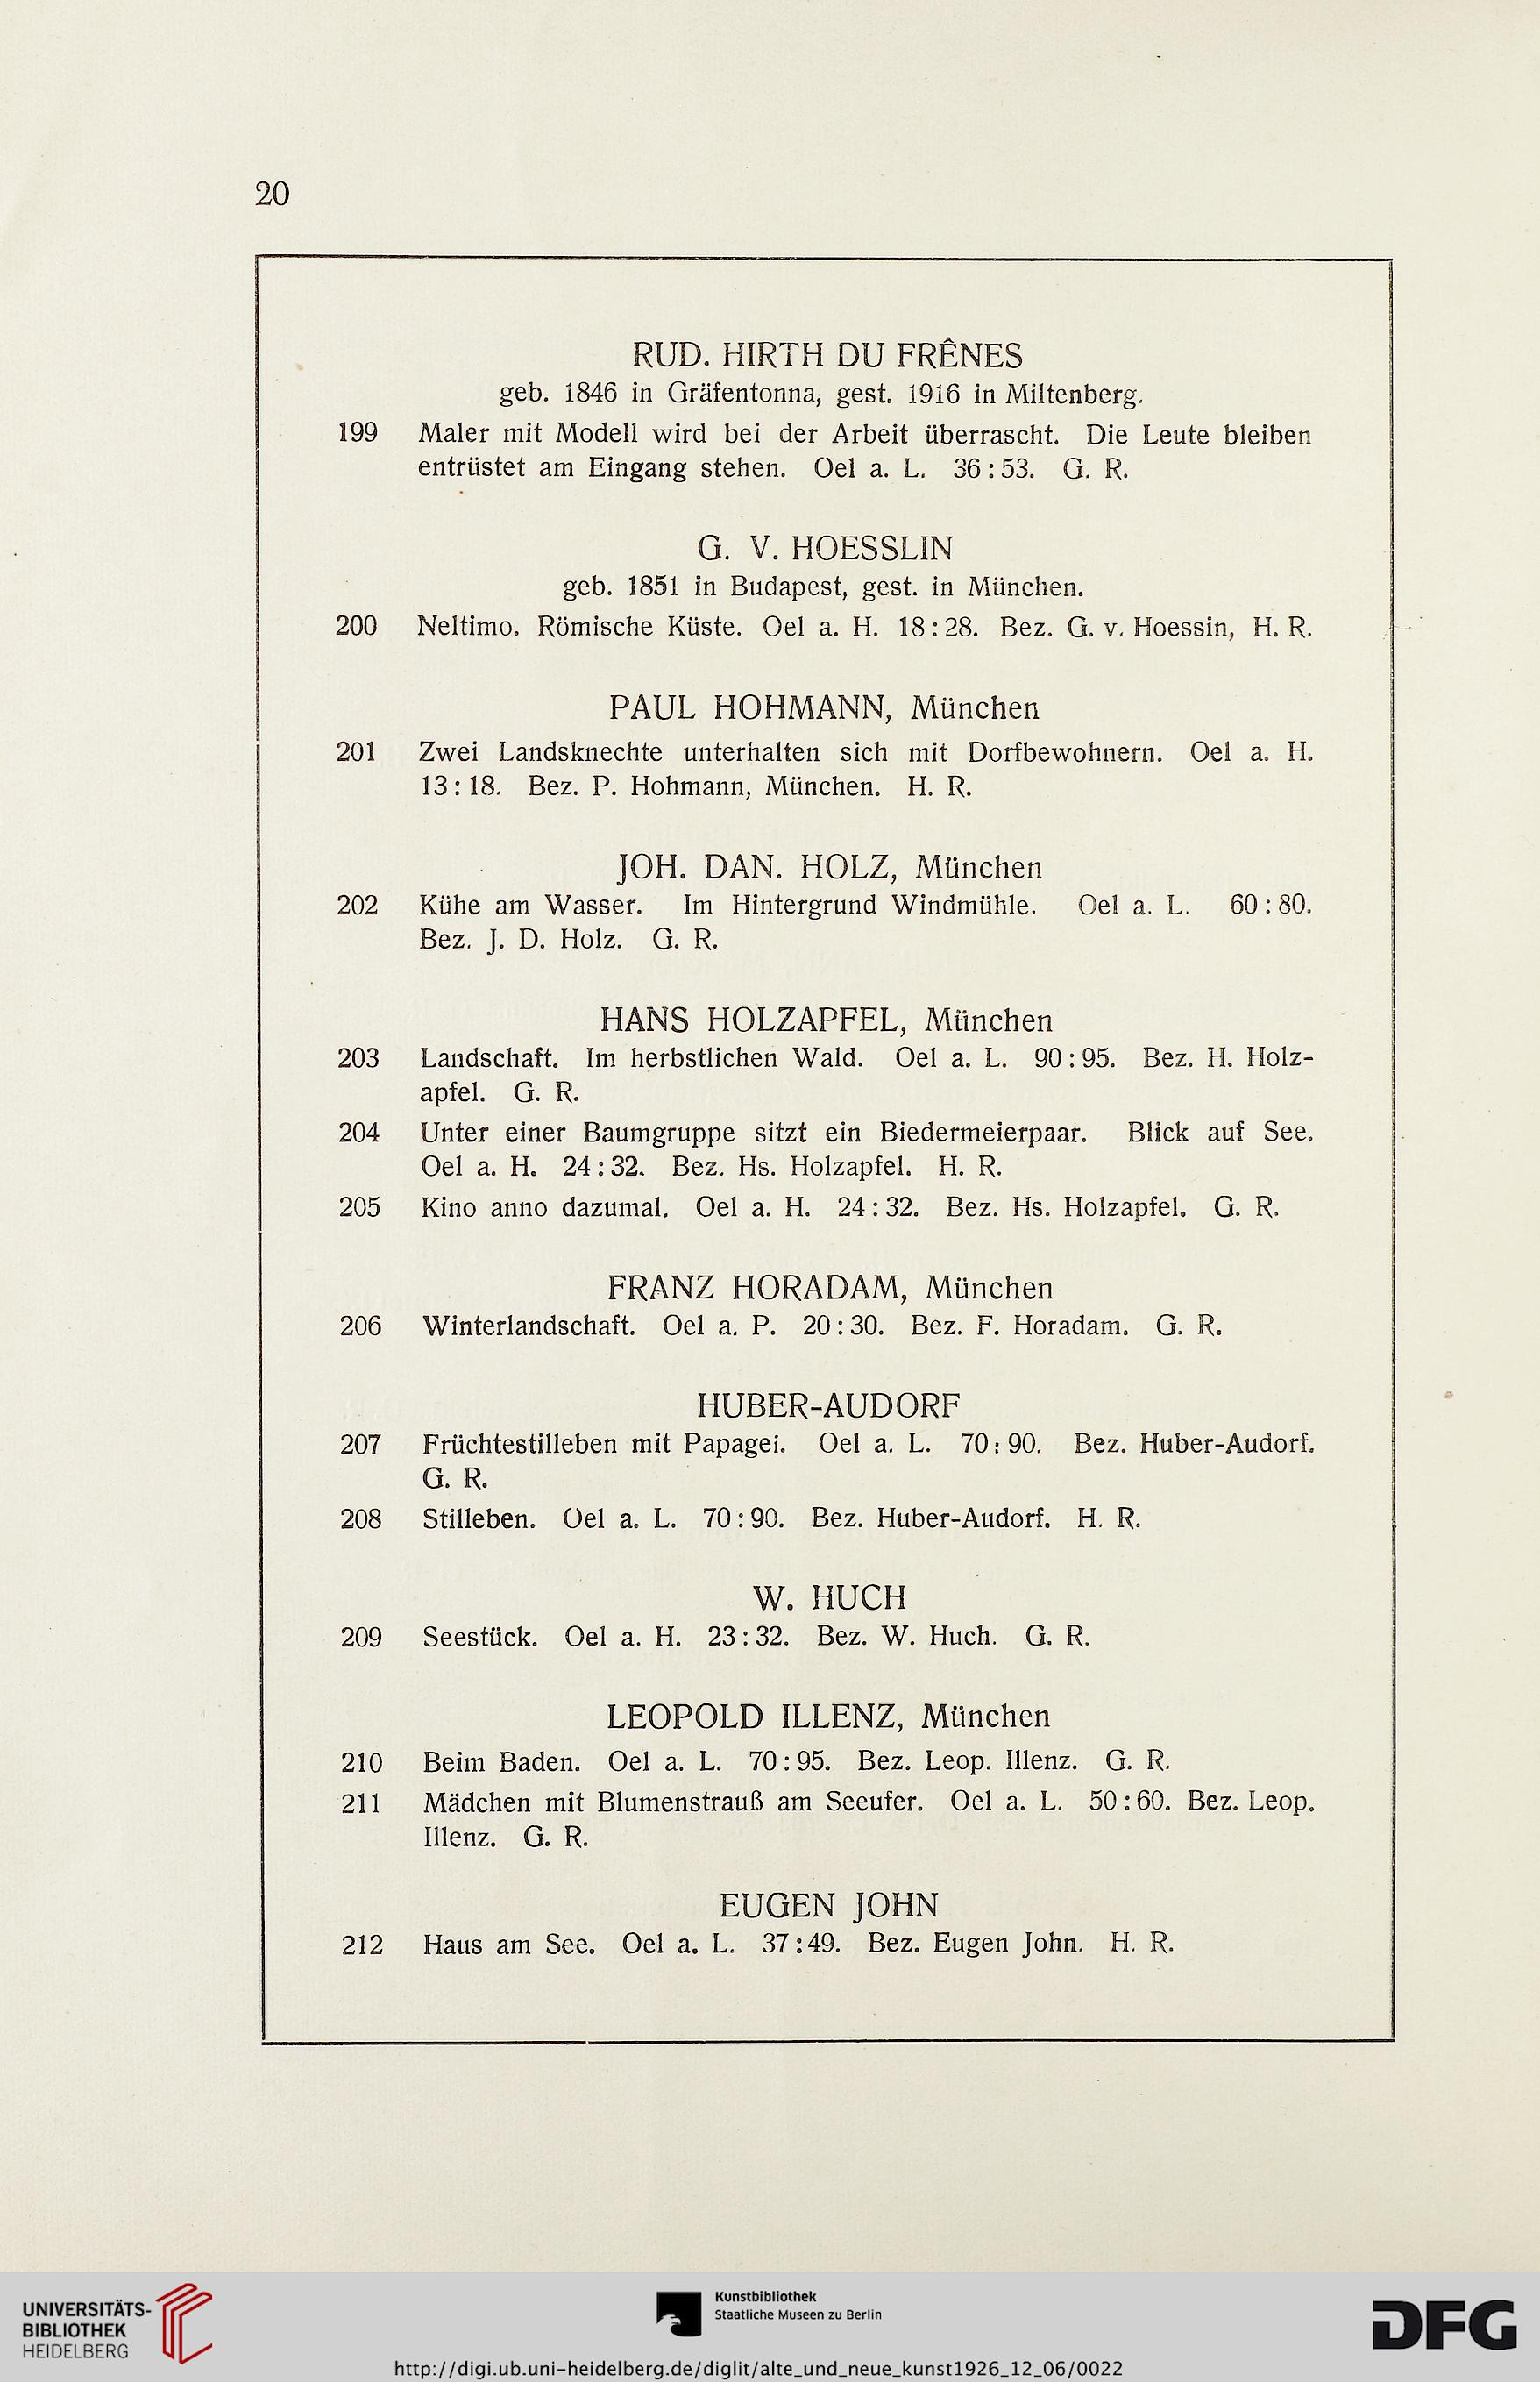 20
RUD. HIRTH DU FRÊNES
geb. 1846 in Gräfentonna, gest. 1916 in Miltenberg.
199 Maler mit Modell wird bei der Arbeit überrascht. Die Leute bleiben
entrüstet am Eingang stehen. Oel a. L. 36:53. G. R.
G. V. HOESSLIN
geb. 1851 in Budapest, gest. in München.
200 Neltimo. Römische Küste. Oel a. H. 18:28. Bez. G. v. Hoessin, H. R.
PAUL HOHMANN, München
201 Zwei Landsknechte unterhalten sich mit Dorfbewohnern. Oel a. H.
13:18. Bez. P. Hohmann, München. H. R.
JOH. DAN. HOLZ, München
202 Kühe am Wasser. Im Hintergrund Windmühle. Oel a. L. 60:80.
Bez. J. D. Holz. G. R.
HANS HOLZAPFEL, München
203 Landschaft. Im herbstlichen Wald. Oel a. L. 90:95. Bez. H. Holz-
apfel. G. R.
204 Unter einer Baumgruppe sitzt ein Biedermeierpaar. Blick auf See.
Oel a. H. 24:32. Bez. Hs. Holzapfel. H. R.
205 Kino anno dazumal. Oel a. H. 24:32. Bez. Hs. Holzapfel. G. R.
FRANZ HORADAM, München
206 Winterlandschaft. Oel a. P. 20:30. Bez. F. Horadam. G. R.
HUBER-AUDORF
207 Früchtestilleben mit Papagei. Oel a. L. 70:90. Bez. Huber-Audorf.
G. R.
208 Stilleben. Oel a. L. 70:90. Bez. Huber-Audorf. H. R.
W. HUCH
209 Seestück. Oel a. H. 23:32. Bez. W. Huch. G. R.
LEOPOLD ILLENZ, München
210 Beim Baden. Oel a. L. 70:95. Bez. Leop. Illenz. G. R.
211 Mädchen mit Blumenstrauß am Seeufer. Oel a. L. 50:60. Bez. Leop.
Illenz. G. R.
EUGEN JOHN
212 Haus am See. Oel a. L. 37:49. Bez. Eugen John. H. R.
UNIVERSITÄTS-
BIBLIOTHEK
HEIDELBERG
Kunstbibliothek
Staatliche Museen zu Berlin
DFG
http://digi.ub.uni-heidelberg.de/diglit/alte_und_neue_kunst1926_12_06/0022